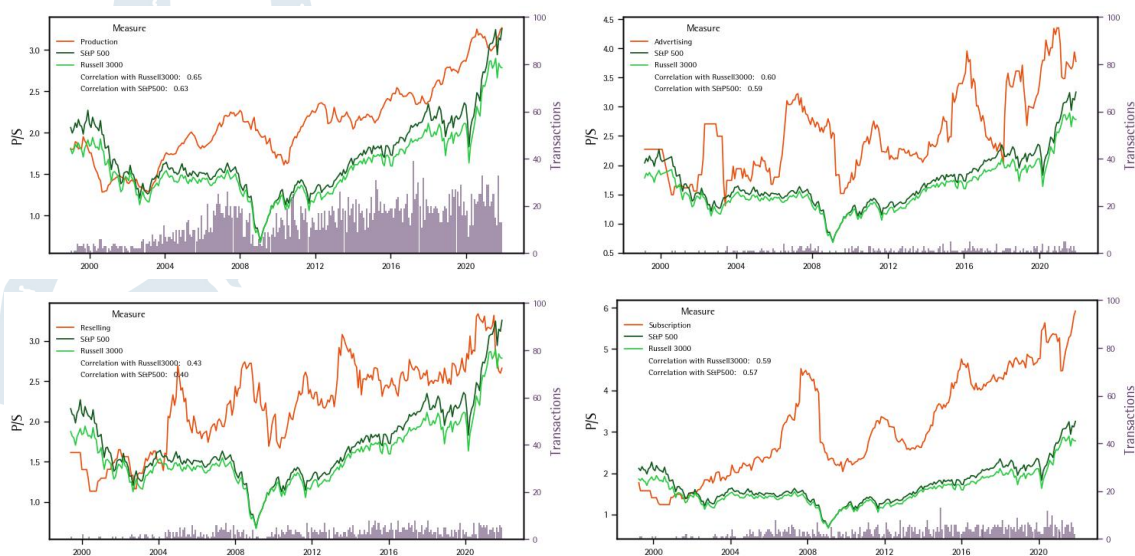 Measure
Production
S&P 500
Russell 3000
Correlation with Russell3000: 0.65
Correlation with S&P500: 0.63
P/S
3.0
2.5
2.0
1.5
1.0
100
80
60
40
20
0
Transactions
2000 2004 2008 2012 2016 2020
Measure
Advertising
S&P 500
Russell 3000
Correlation with Russell3000: 0.60
Correlation with S&P500: 0.59
P/S
4.5
4.0
3.5
3.0
2.5
2.0
1.5
1.0
0.5
100
80
60
40
20
0
Transactions
2000 2004 2008 2012 2016 2020
Measure
Reselling
S&P 500
Russell 3000
Correlation with Russell3000: 0.43
Correlation with S&P500: 0.40
P/S
3.0
2.5
2.0
1.5
1.0
100
80
60
40
20
0
Transactions
2000 2004 2008 2012 2016 2020
Measure
Subscription
S&P 500
Russell 3000
Correlation with Russell3000: 0.59
Correlation with S&P500: 0.57
P/S
6
5
4
3
2
1
100
80
60
40
20
0
Transactions
2000 2004 2008 2012 2016 2020